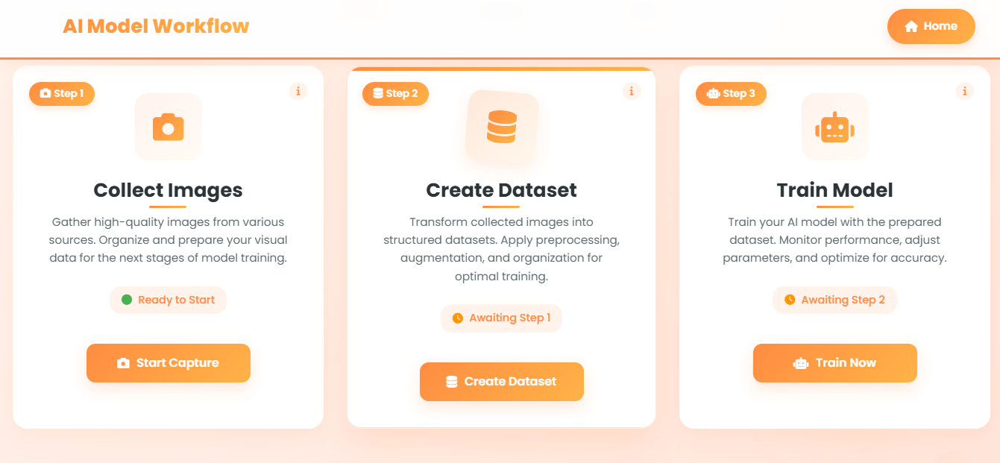 AI Model Workflow
Home
Step 1
i
Collect Images
Gather high-quality images from various
sources. Organize and prepare your visual
data for the next stages of model training.
Ready to Start
Start Capture
Step 2
i
Create Dataset
Transform collected images into
structured datasets. Apply preprocessing,
augmentation, and organization for
optimal training.
Awaiting Step 1
Create Dataset
Step 3
i
Train Model
Train your AI model with the prepared
dataset. Monitor performance, adjust
parameters, and optimize for accuracy.
Awaiting Step 2
Train Now